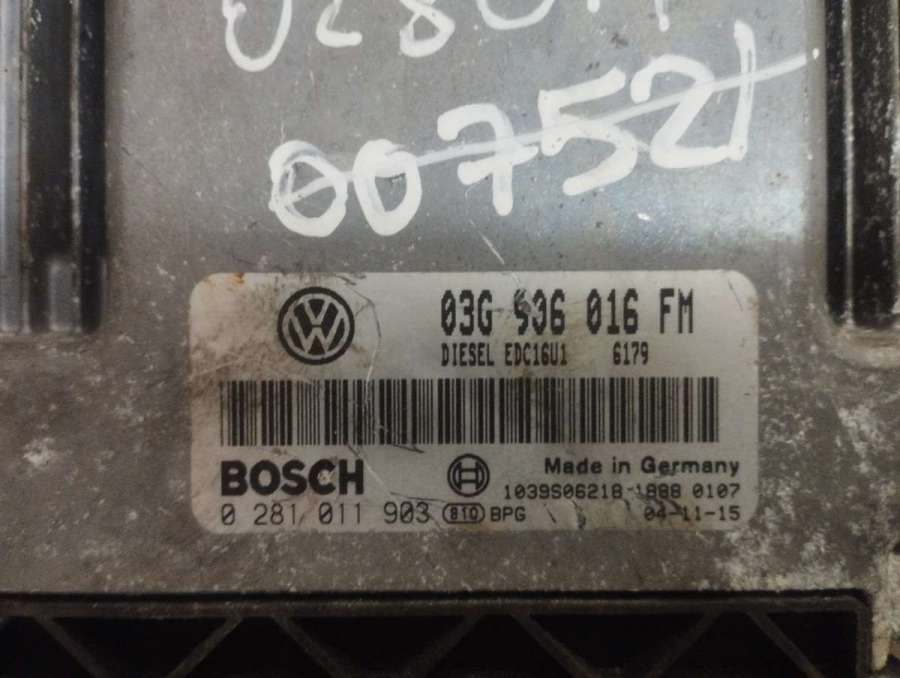 00752
03G 906 016 FM
DIESEL EDC16U1 6179
BOSCH
Made in Germany
1039S06218-1888 0107
0 281 011 903 810 BPG
04-11-15